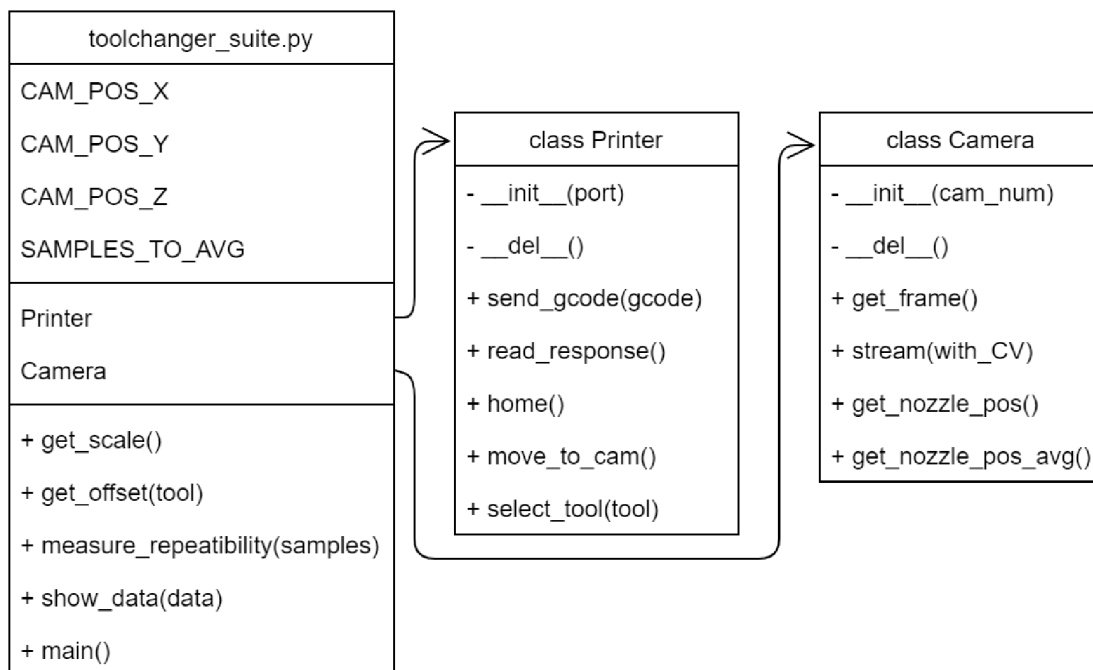 toolchanger_suite.py
CAM_POS_X
CAM_POS_Y
CAM_POS_Z
SAMPLES_TO_AVG
Printer
Camera
+ get_scale()
+ get_offset(tool)
+ measure_repeatibility(samples)
+ show_data(data)
+ main()
class Printer
- __init__(port)
- __del__()
+ send_gcode(gcode)
+ read_response()
+ home()
+ move_to_cam()
+ select_tool(tool)
class Camera
- __init__(cam_num)
- __del__()
+ get_frame()
+ stream(with_CV)
+ get_nozzle_pos()
+ get_nozzle_pos_avg()